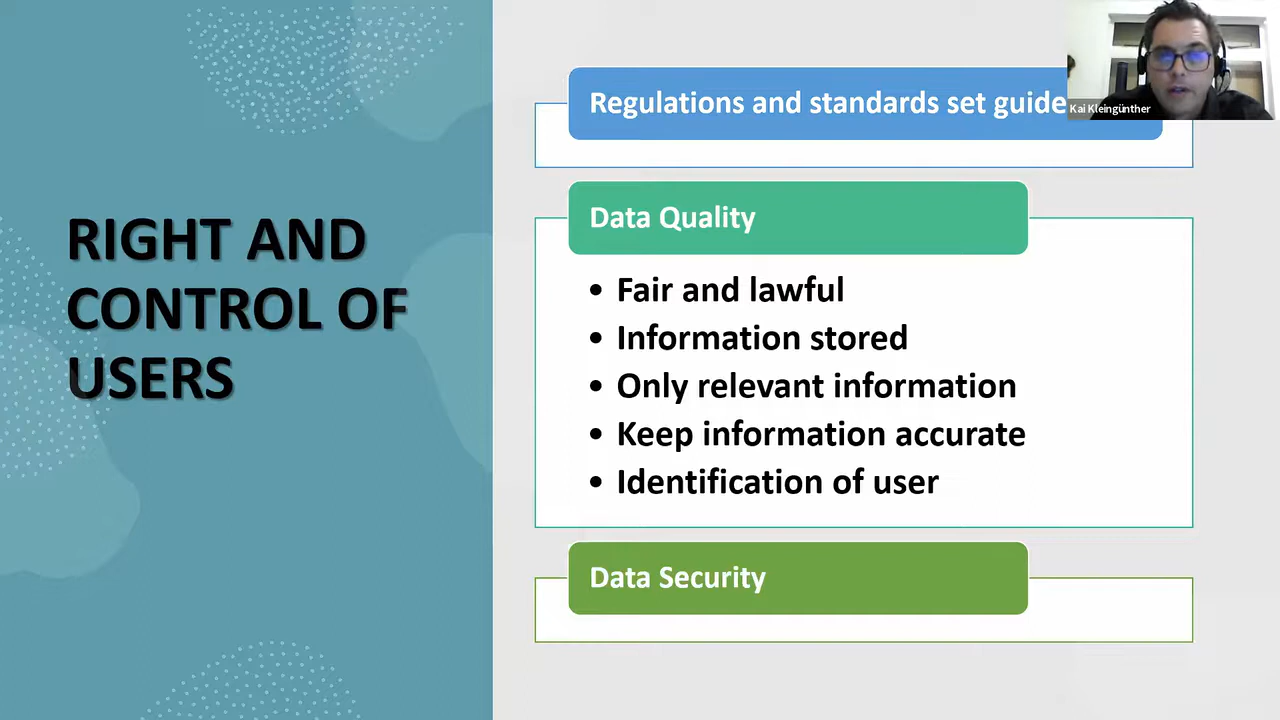 RIGHT AND
CONTROL OF
USERS
Regulations and standards set guide
Kai Kleingünther
Data Quality
• Fair and lawful
• Information stored
• Only relevant information
• Keep information accurate
• Identification of user
Data Security